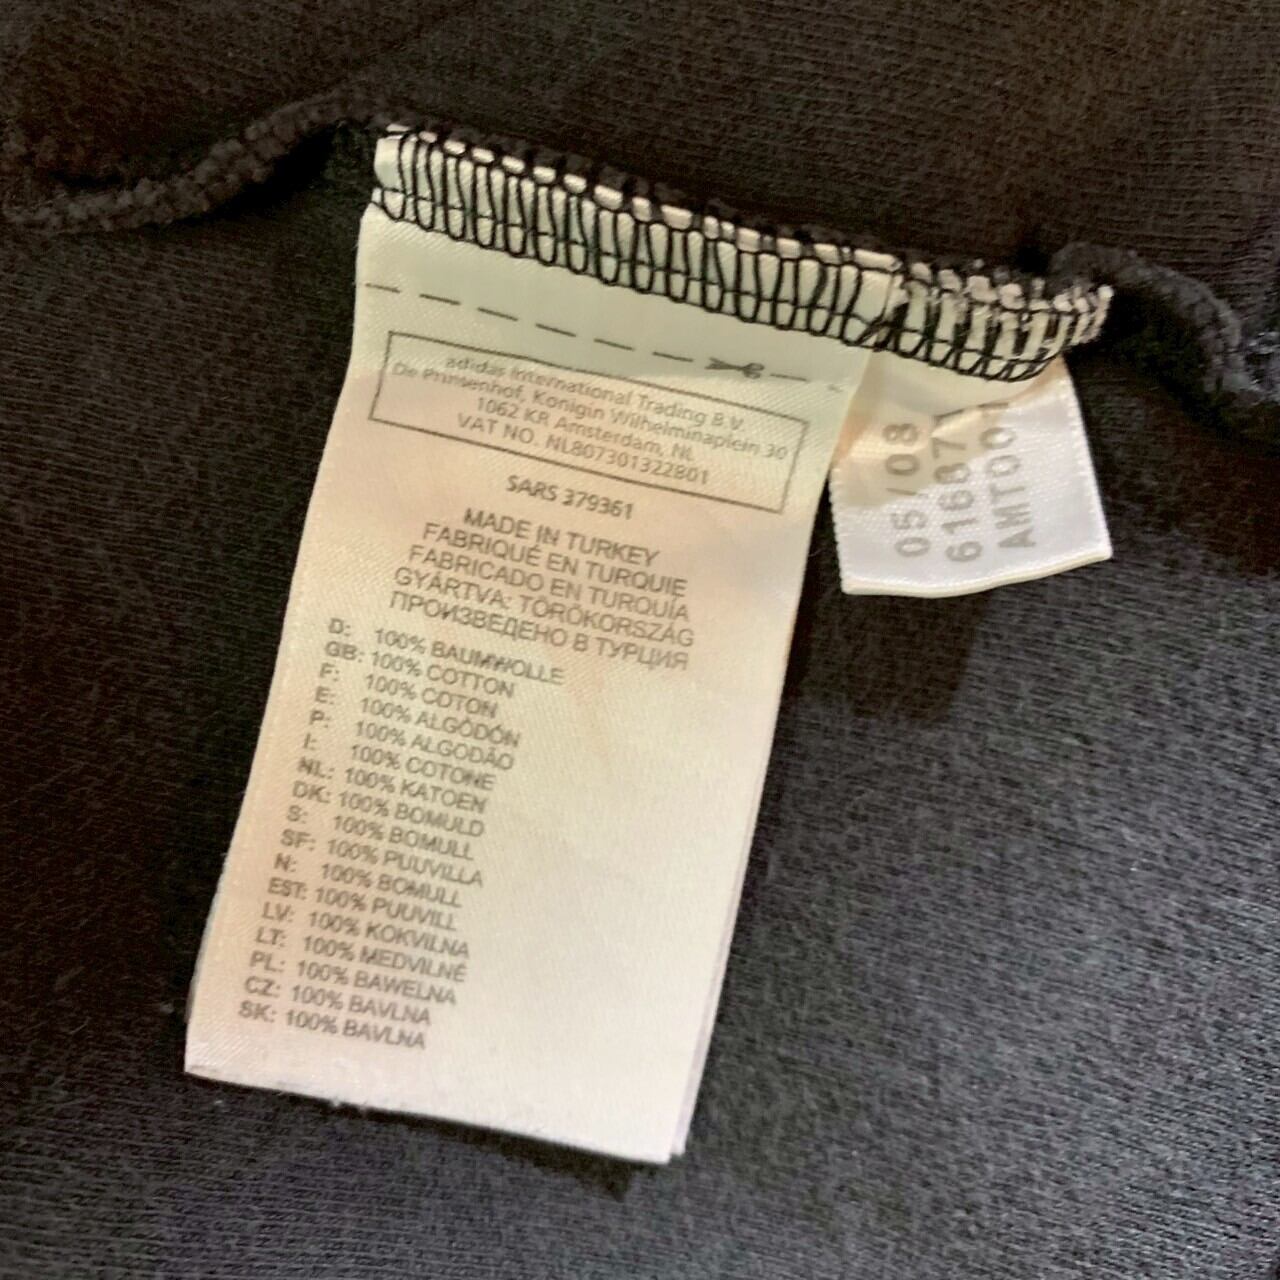 adidas International Trading B.V.
De Prinsenhof, Konigin Wilhelminaplein 30
1062 KR Amsterdam, NL
VAT NO. NL807301322B01
SARS 379361
MADE IN TURKEY
FABRIQUÉ EN TURQUIE
FABRICADO EN TURQUÍA
GYÁRTVA: TÖRÖKORSZÁG
ПРОИЗВЕДЕНО В ТУРЦИЯ
D: 100% BAUMWOLLE
GB: 100% COTTON
F: 100% COTON
E: 100% ALGODÓN
P: 100% ALGODÃO
I: 100% COTONE
NL: 100% KATOEN
DK: 100% BOMULD
S: 100% BOMULL
SF: 100% PUUVILLA
N: 100% BOMULL
EST: 100% PUUVILL
LV: 100% KOKVILNA
LT: 100% MEDVILNĖ
PL: 100% BAWEŁNA
CZ: 100% BAVLNA
SK: 100% BAVLNA
05/08